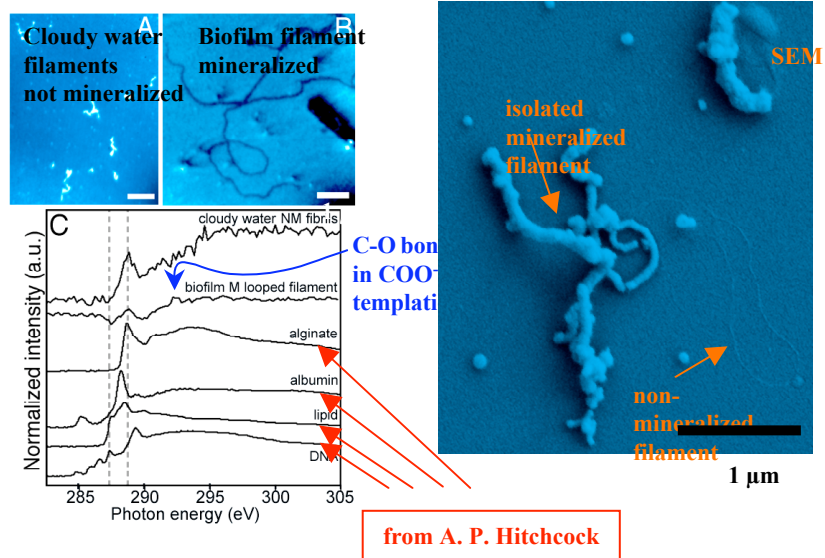 A
Cloudy water
filaments
not mineralized
B
Biofilm filament
mineralized
SEM
isolated
mineralized
filament
non-
mineralized
filament
1 µm
C
cloudy water NM fibris
C-O bon
in COO⁻
templati
biofilm M looped filament
alginate
albumin
lipid
DNA
Normalized intensity (a.u.)
285 290 295 300 305
Photon energy (eV)
from A. P. Hitchcock